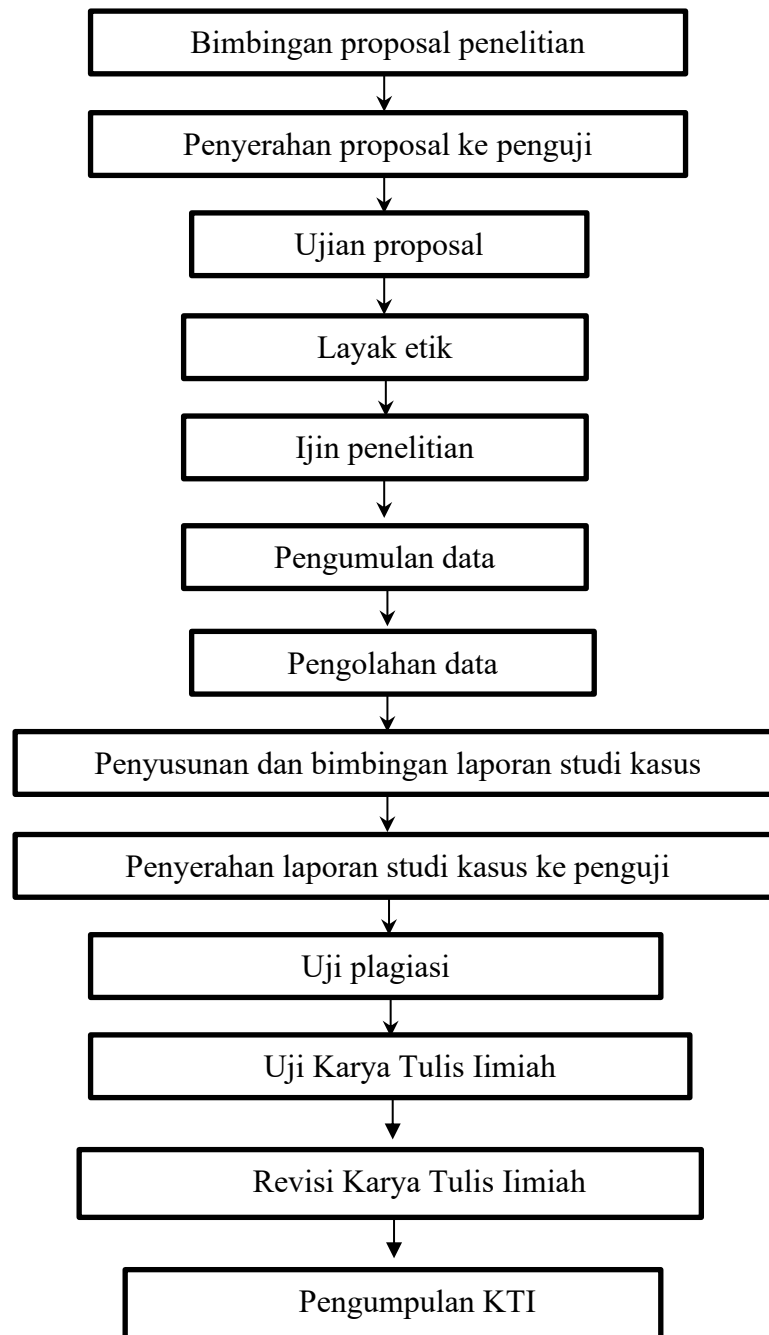 Bimbingan proposal penelitian
Penyerahan proposal ke penguji
Ujian proposal
Layak etik
Ijin penelitian
Pengumulan data
Pengolahan data
Penyusunan dan bimbingan laporan studi kasus
Penyerahan laporan studi kasus ke penguji
Uji plagiasi
Uji Karya Tulis Iimiah
Revisi Karya Tulis Iimiah
Pengumpulan KTI